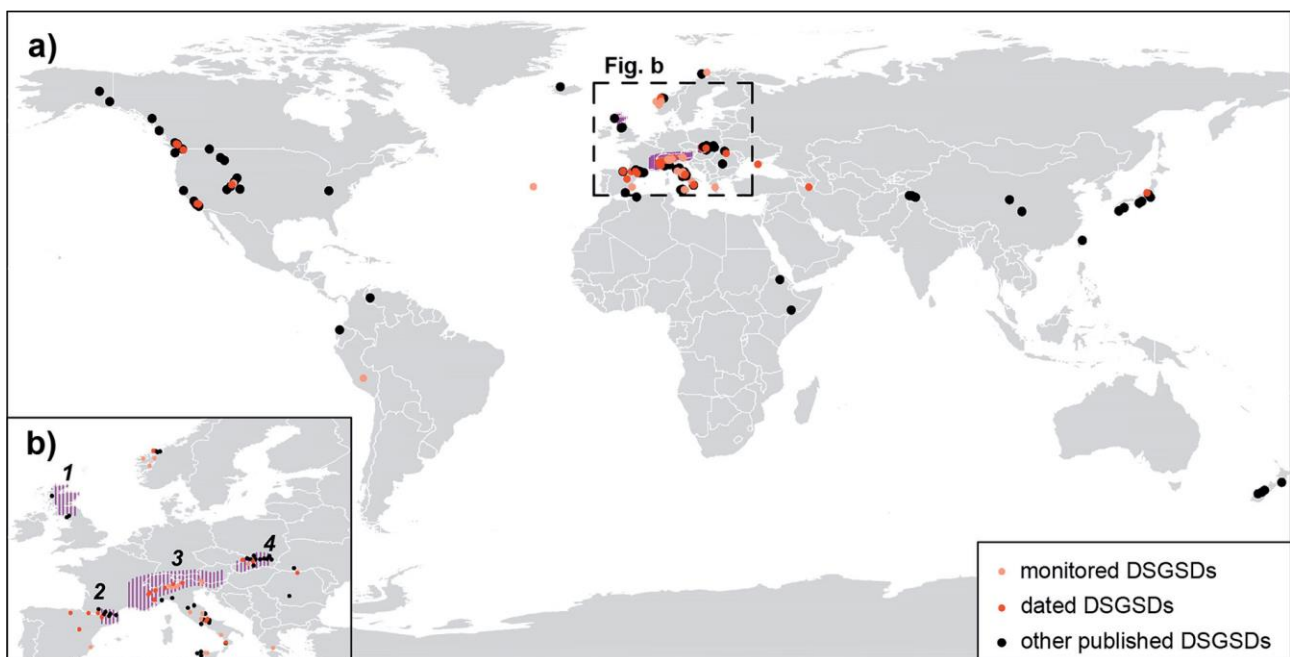 a)
Fig. b
b)
1
2
3
4
monitored DSGSDs
dated DSGSDs
other published DSGSDs